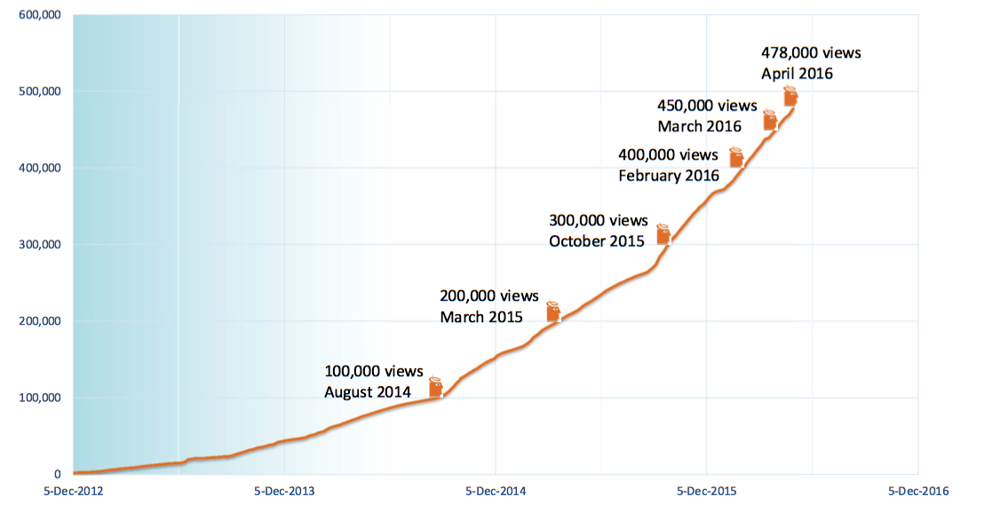 600,000
500,000
400,000
300,000
200,000
100,000
0
478,000 views
April 2016
450,000 views
March 2016
400,000 views
February 2016
300,000 views
October 2015
200,000 views
March 2015
100,000 views
August 2014
5-Dec-2012
5-Dec-2013
5-Dec-2014
5-Dec-2015
5-Dec-2016